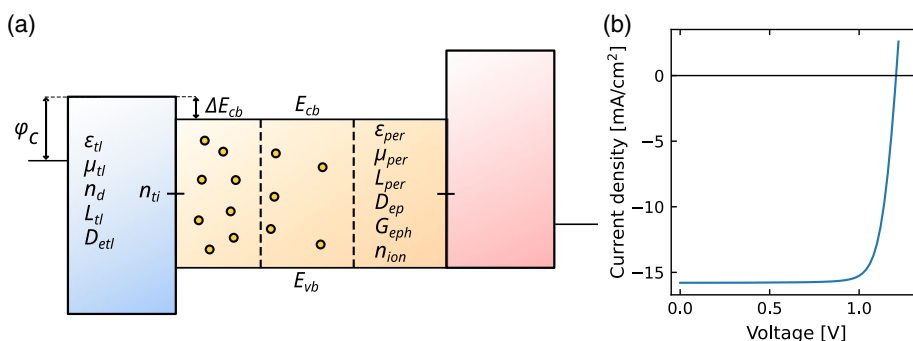 (a)
φ_C
ΔE_cb
E_cb
ε_tl
μ_tl
n_d
L_tl
D_etl
n_ti
ε_per
μ_per
L_per
D_ep
G_eph
n_ion
E_vb
(b)
Current density [mA/cm²]
0
−5
−10
−15
0.0
0.5
1.0
Voltage [V]